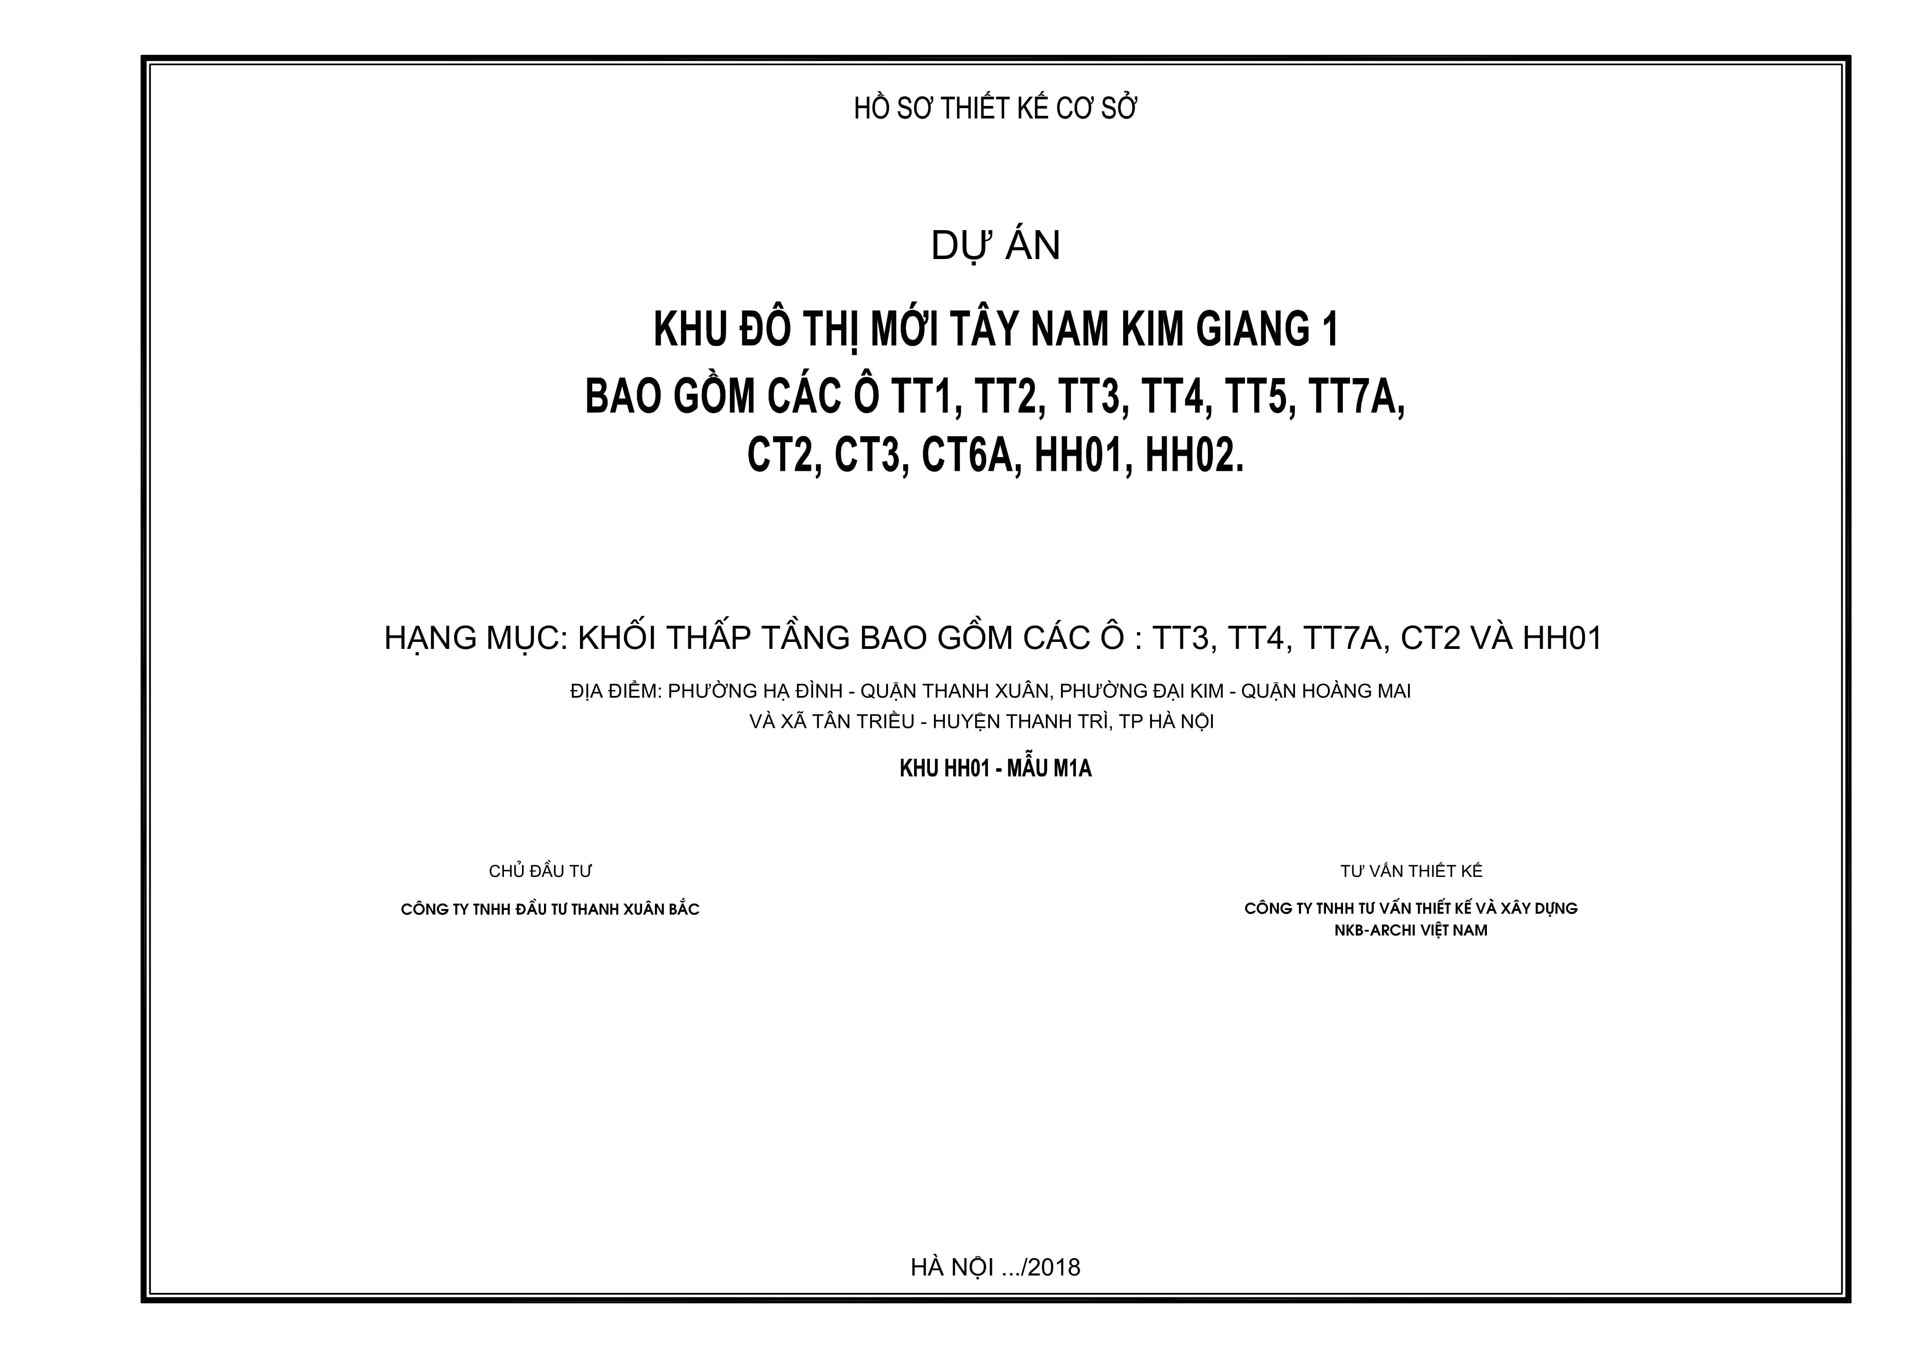 HỒ SƠ THIẾT KẾ CƠ SỞ
DỰ ÁN
KHU ĐÔ THỊ MỚI TÂY NAM KIM GIANG 1
BAO GỒM CÁC Ô TT1, TT2, TT3, TT4, TT5, TT7A,
CT2, CT3, CT6A, HH01, HH02.
HẠNG MỤC: KHỐI THẤP TẦNG BAO GỒM CÁC Ô : TT3, TT4, TT7A, CT2 VÀ HH01
ĐỊA ĐIỂM: PHƯỜNG HẠ ĐÌNH - QUẬN THANH XUÂN, PHƯỜNG ĐẠI KIM - QUẬN HOÀNG MAI
VÀ XÃ TÂN TRIỀU - HUYỆN THANH TRÌ, TP HÀ NỘI
KHU HH01 - MẪU M1A
CHỦ ĐẦU TƯ
CÔNG TY TNHH ĐẦU TƯ THANH XUÂN BẮC
TƯ VẤN THIẾT KẾ
CÔNG TY TNHH TƯ VẤN THIẾT KẾ VÀ XÂY DỰNG
NKB-ARCHI VIỆT NAM
HÀ NỘI .../2018